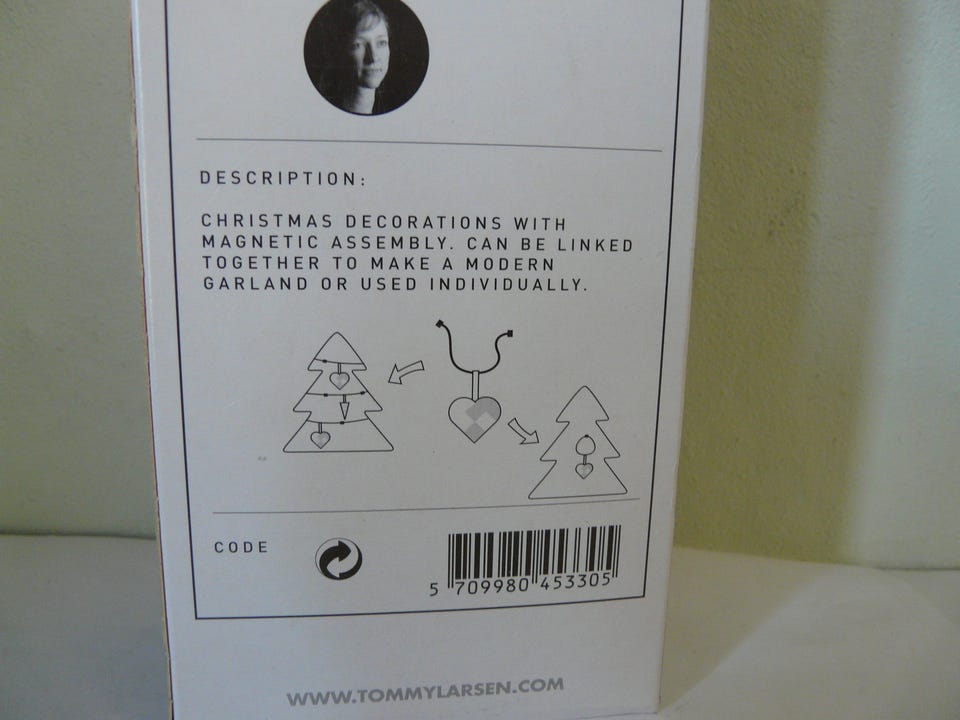 DESCRIPTION:
CHRISTMAS DECORATIONS WITH
MAGNETIC ASSEMBLY. CAN BE LINKED
TOGETHER TO MAKE A MODERN
GARLAND OR USED INDIVIDUALLY.
CODE
5 709980 453305
WWW.TOMMYLARSEN.COM